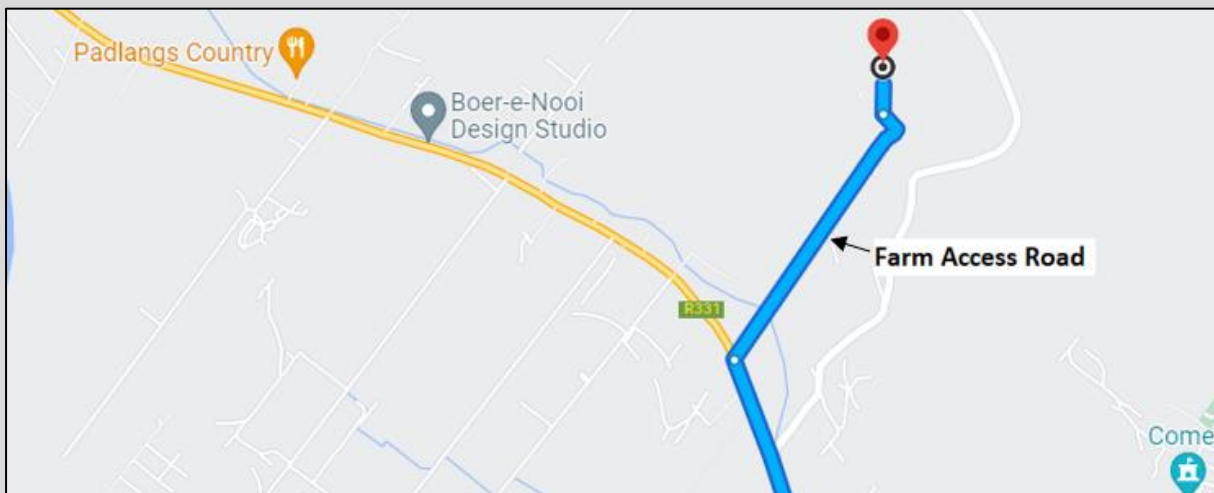 Padlangs Country
Boer-e-Nooi
Design Studio
Farm Access Road
R331
Come